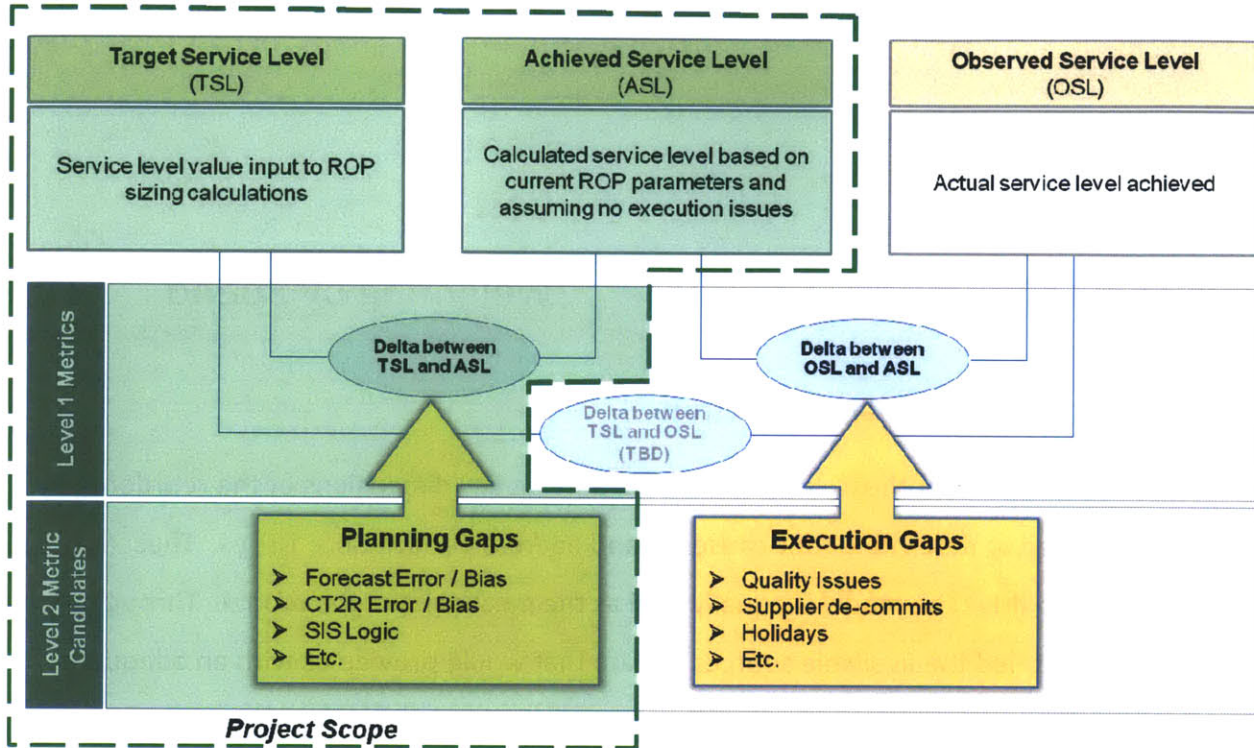 Target Service Level
(TSL)
Service level value input to ROP
sizing calculations
Achieved Service Level
(ASL)
Calculated service level based on
current ROP parameters and
assuming no execution issues
Observed Service Level
(OSL)
Actual service level achieved
Level 1 Metrics
Delta between
TSL and ASL
Delta between
OSL and ASL
Delta between
TSL and OSL
(TBD)
Level 2 Metric
Candidates
Planning Gaps
➢ Forecast Error / Bias
➢ CT2R Error / Bias
➢ SIS Logic
➢ Etc.
Execution Gaps
➢ Quality Issues
➢ Supplier de-commits
➢ Holidays
➢ Etc.
Project Scope